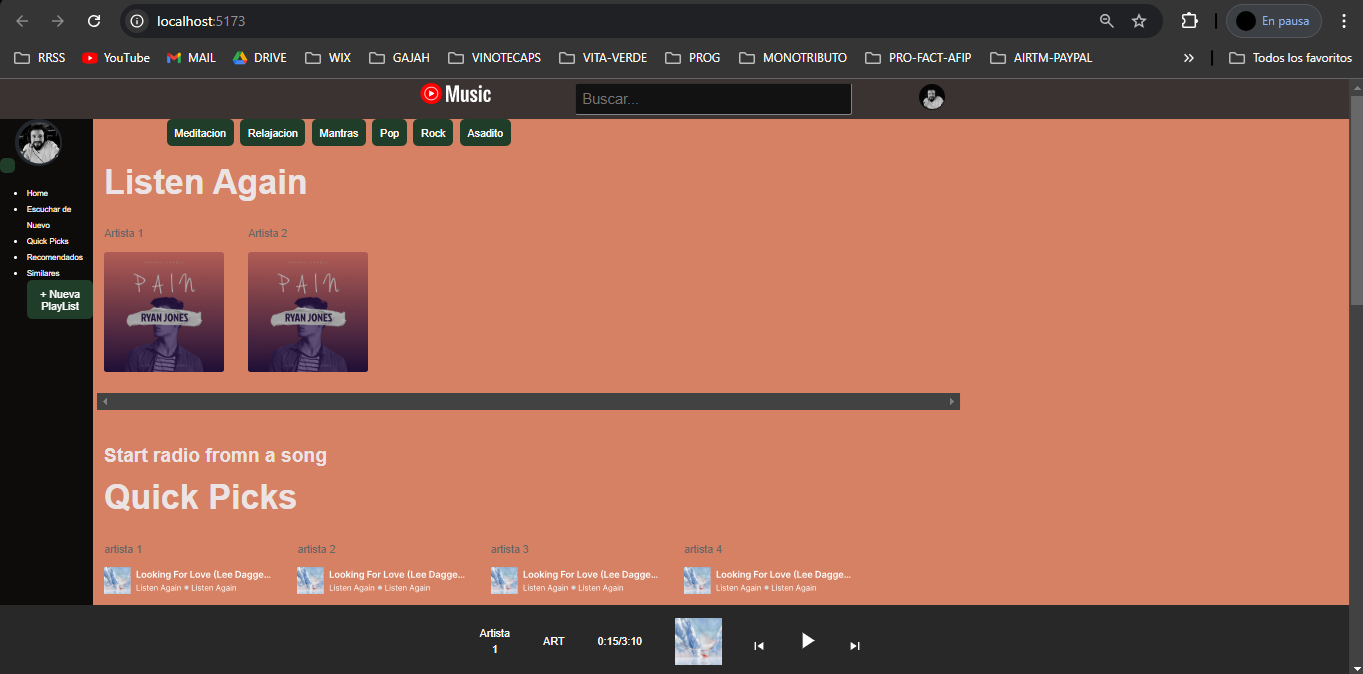 localhost:5173
En pausa
RRSS YouTube MAIL DRIVE WIX GAJAH VINOTECAPS VITA-VERDE PROG MONOTRIBUTO PRO-FACT-AFIP AIRTM-PAYPAL » Todos los favoritos
Music Buscar...
Meditacion Relajacion Mantras Pop Rock Asadito
Home
Escuchar de
Nuevo
Quick Picks
Recomendados
Similares
+ Nueva
PlayList
Listen Again
Artista 1 Artista 2
PAIN PAIN
RYAN JONES RYAN JONES
Start radio fromn a song
Quick Picks
artista 1 artista 2 artista 3 artista 4
Looking For Love (Lee Dagge... Looking For Love (Lee Dagge... Looking For Love (Lee Dagge... Looking For Love (Lee Dagge...
Listen Again • Listen Again Listen Again • Listen Again Listen Again • Listen Again Listen Again • Listen Again
Artista
1
ART
0:15/3:10